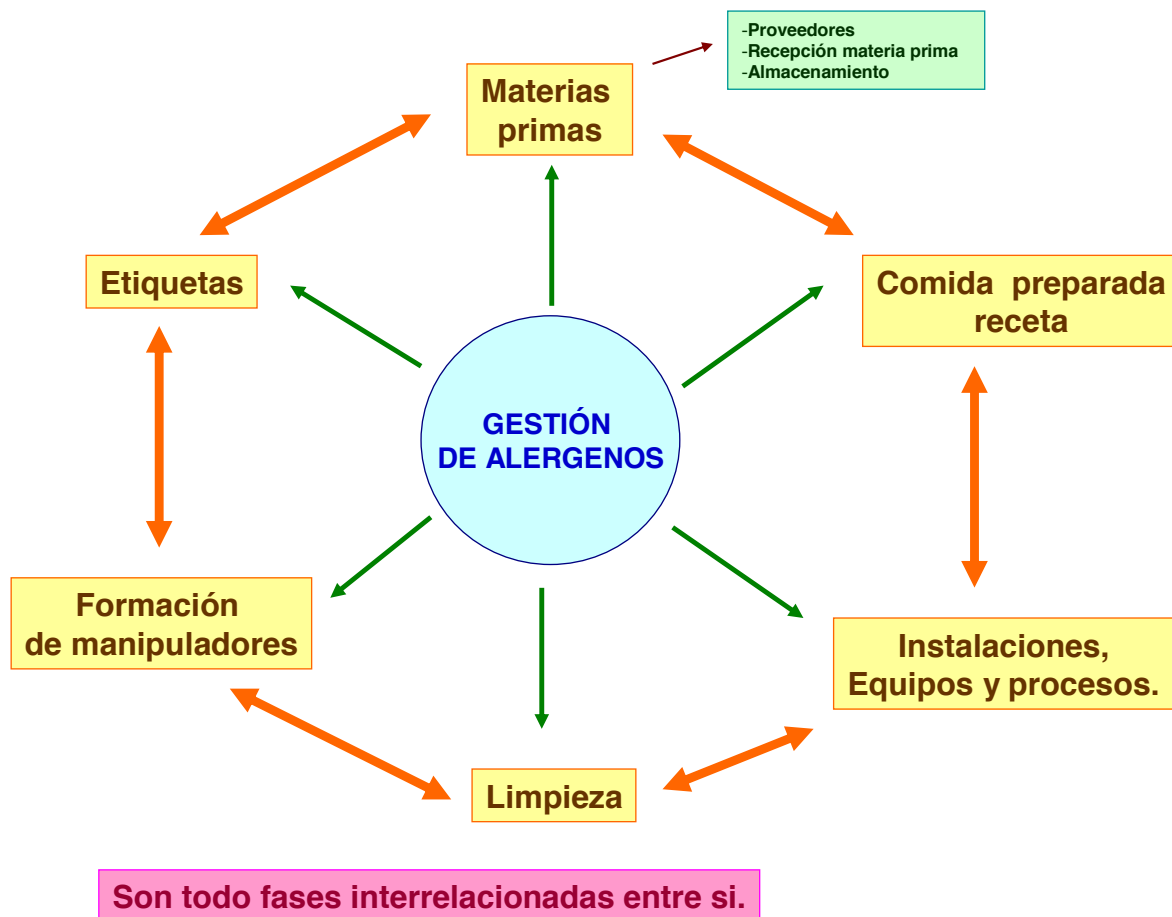 -Proveedores
-Recepción materia prima
-Almacenamiento
Materias
primas
Etiquetas
Comida preparada
receta
GESTIÓN
DE ALERGENOS
Formación
de manipuladores
Instalaciones,
Equipos y procesos.
Limpieza
Son todo fases interrelacionadas entre si.